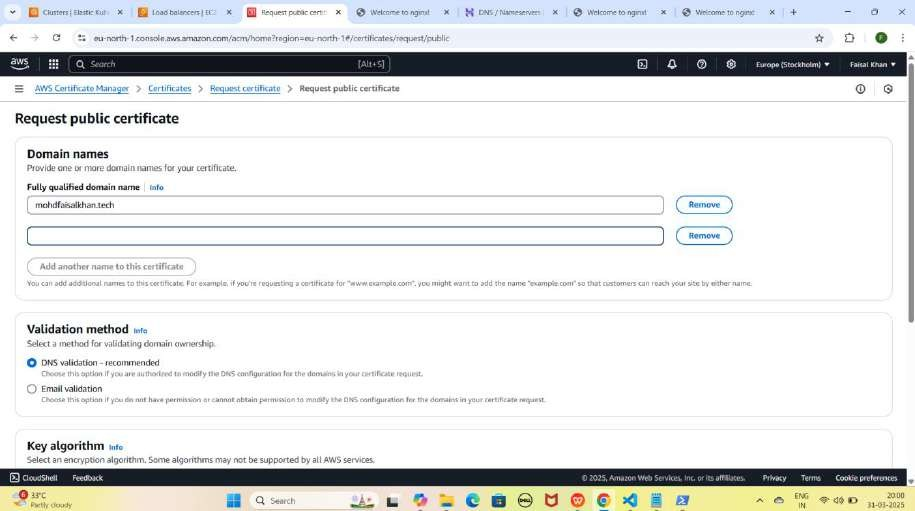 Clusters | Elastic Kube
Load balancers | EC2
Request public certif
Welcome to nginx!
DNS / Nameservers
Welcome to nginx!
Welcome to nginx!
eu-north-1.console.aws.amazon.com/acm/home?region=eu-north-1#/certificates/request/public
F
aws
Search
[Alt+S]
Europe (Stockholm)
Faisal Khan
AWS Certificate Manager > Certificates > Request certificate > Request public certificate
Request public certificate
Domain names
Provide one or more domain names for your certificate.
Fully qualified domain name Info
mohdfaisalkhan.tech
Remove
Remove
Add another name to this certificate
You can add additional names to this certificate. For example, if you're requesting a certificate for "www.example.com", you might want to add the name "example.com" so that customers can reach your site by either name.
Validation method Info
Select a method for validating domain ownership.
DNS validation - recommended
Choose this option if you are authorized to modify the DNS configuration for the domains in your certificate request.
Email validation
Choose this option if you do not have permission or cannot obtain permission to modify the DNS configuration for the domains in your certificate request.
Key algorithm Info
Select an encryption algorithm. Some algorithms may not be supported by all AWS services.
CloudShell
Feedback
© 2025, Amazon Web Services, Inc. or its affiliates.
Privacy
Terms
Cookie preferences
6
33°C
Partly cloudy
Search
DELL
ENG
IN
20:00
31-03-2025